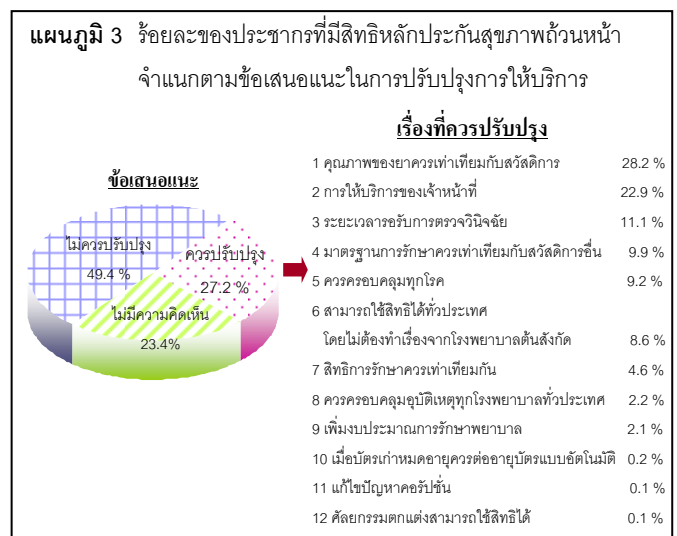 แผนภูมิ 3 ร้อยละของประชากรที่มีสิทธิหลักประกันสุขภาพถ้วนหน้า
จำแนกตามข้อเสนอแนะในการปรับปรุงการให้บริการ
เรื่องที่ควรปรับปรุง
ข้อเสนอแนะ
ไม่ควรปรับปรุง
49.4 %
ควรปรับปรุง
27.2 %
ไม่มีความคิดเห็น
23.4%
1 คุณภาพของยาควรเท่าเทียมกับสวัสดิการ 28.2 %
2 การให้บริการของเจ้าหน้าที่ 22.9 %
3 ระยะเวลารอรับการตรวจวินิจฉัย 11.1 %
4 มาตรฐานการรักษาควรเท่าเทียมกับสวัสดิการอื่น 9.9 %
5 ควรครอบคลุมทุกโรค 9.2 %
6 สามารถใช้สิทธิได้ทั่วประเทศ
โดยไม่ต้องทำเรื่องจากโรงพยาบาลต้นสังกัด 8.6 %
7 สิทธิการรักษาควรเท่าเทียมกัน 4.6 %
8 ควรครอบคลุมอุบัติเหตุทุกโรงพยาบาลทั่วประเทศ 2.2 %
9 เพิ่มงบประมาณการรักษาพยาบาล 2.1 %
10 เมื่อบัตรเก่าหมดอายุควรต่ออายุบัตรแบบอัตโนมัติ 0.2 %
11 แก้ไขปัญหาคอรัปชั่น 0.1 %
12 ศัลยกรรมตกแต่งสามารถใช้สิทธิได้ 0.1 %